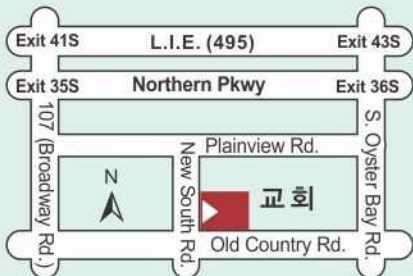 Exit 41S L.I.E. (495) Exit 43S
Exit 35S Northern Pkwy Exit 36S
107 (Broadway Rd.)
New South Rd.
Plainview Rd.
S. Oyster Bay Rd.
N
교회
Old Country Rd.